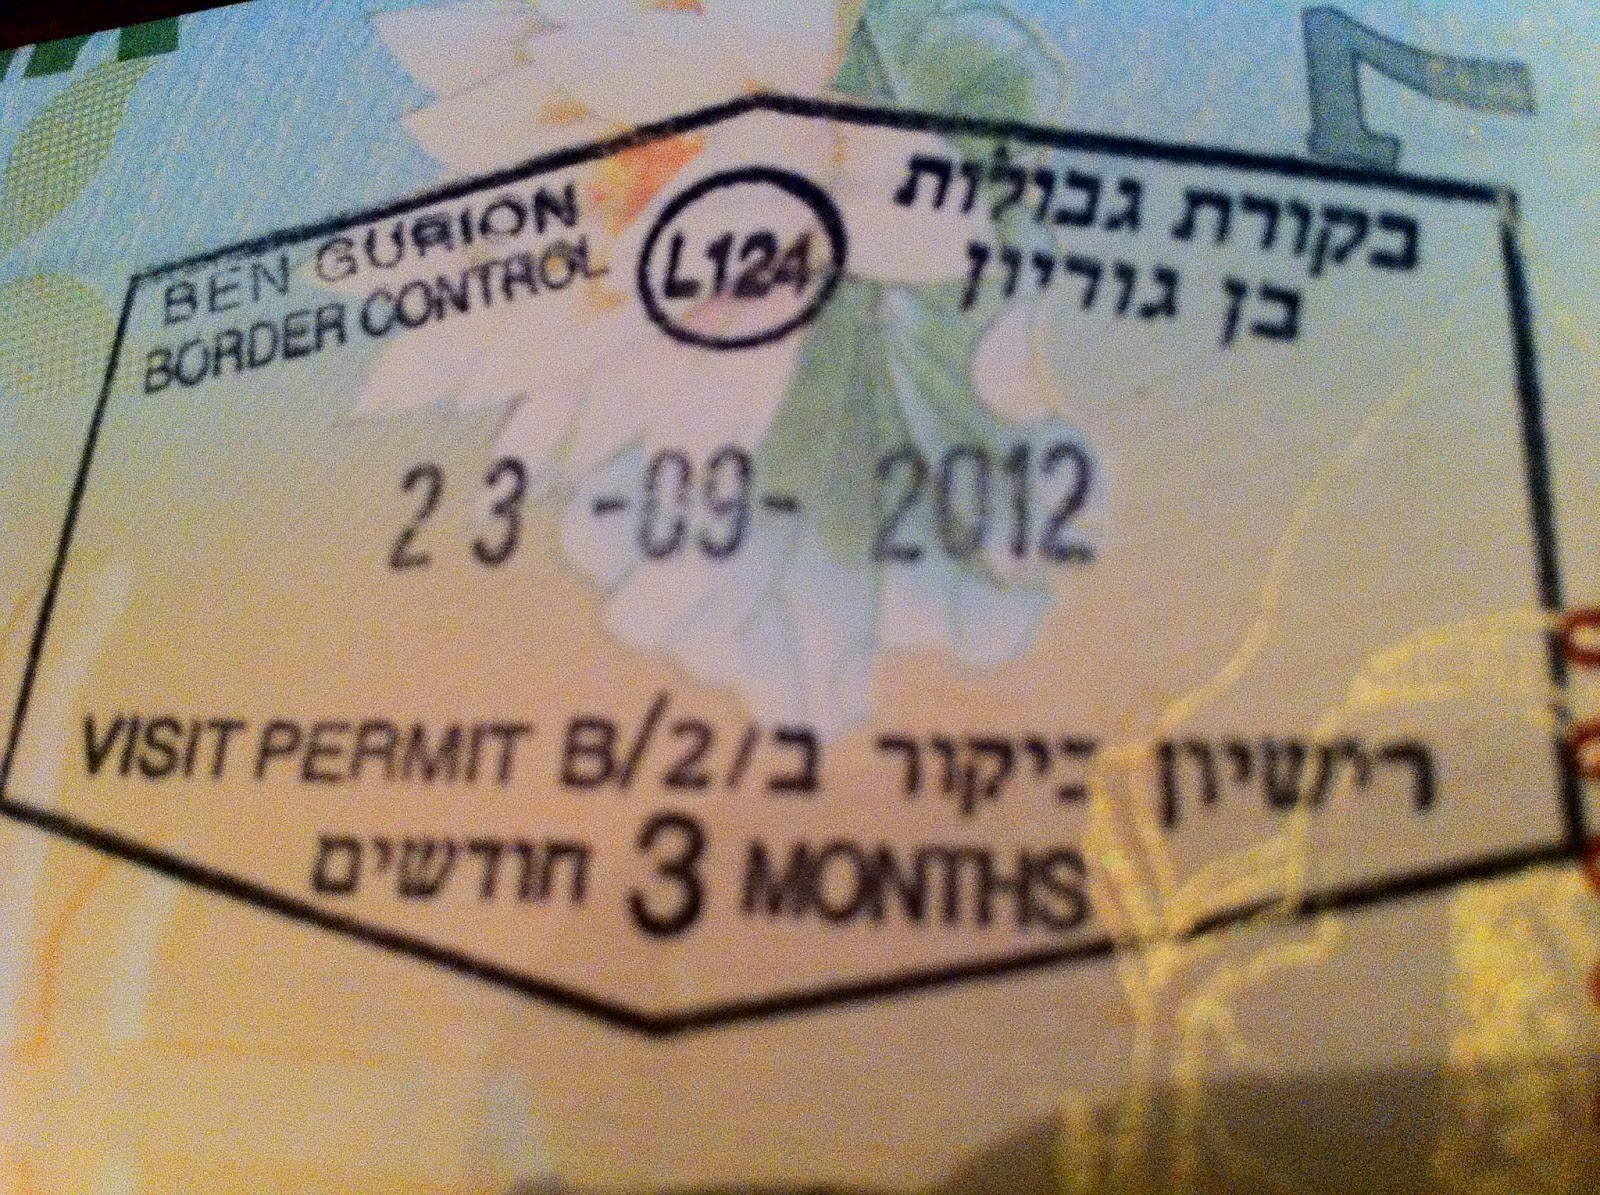 BEN GURION
BORDER CONTROL
L124
בקורת גבולות
בן גוריון
23 -09- 2012
VISIT PERMIT B/2/ב רשיון ביקור
חודשים 3 MONTHS